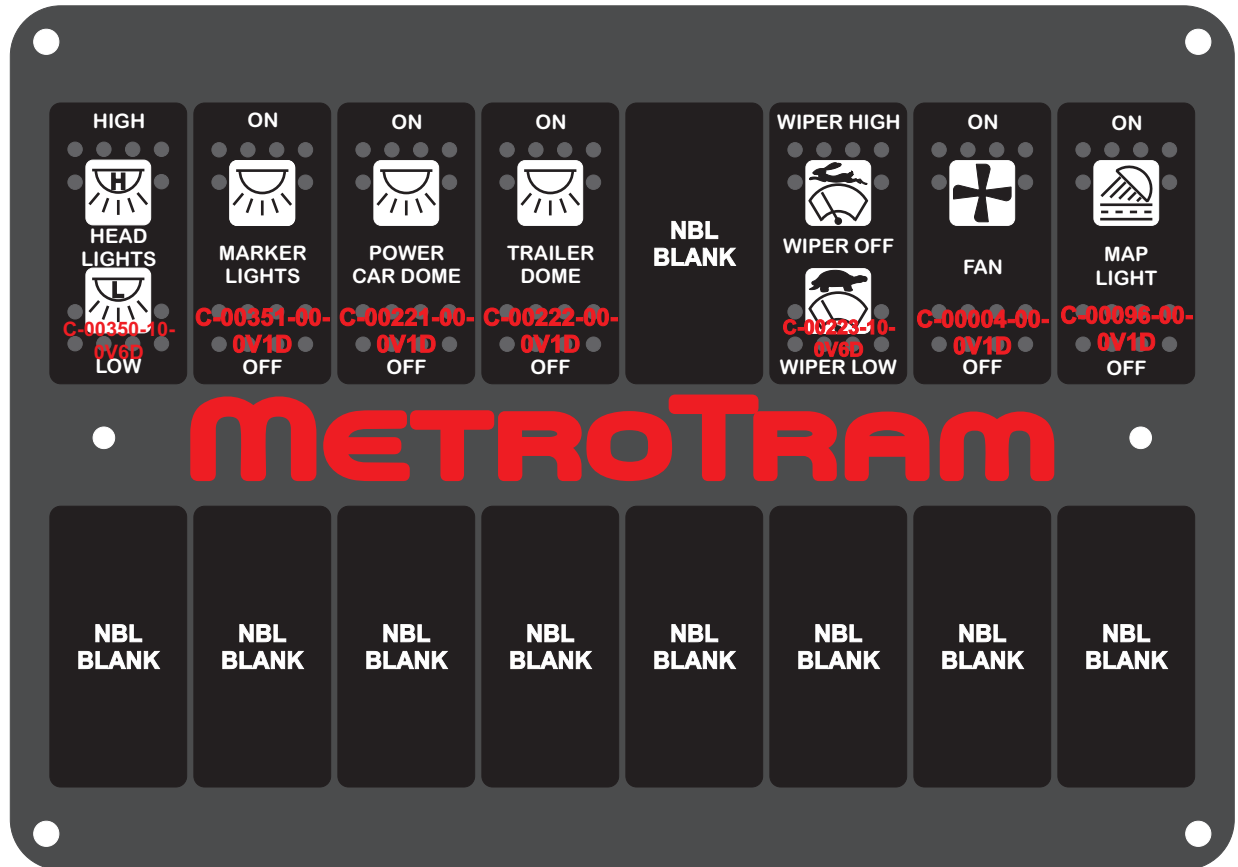 HIGH
H
HEAD
LIGHTS
L
C-00350-10-
0V6D
LOW
ON
MARKER
LIGHTS
C-00351-00-
0V1D
OFF
ON
POWER
CAR DOME
C-00221-00-
0V1D
OFF
ON
TRAILER
DOME
C-00222-00-
0V1D
OFF
NBL
BLANK
WIPER HIGH
WIPER OFF
C-00223-10-
0V6D
WIPER LOW
ON
FAN
C-00004-00-
0V1D
OFF
ON
MAP
LIGHT
C-00096-00-
0V1D
OFF
METROTRAM
NBL
BLANK
NBL
BLANK
NBL
BLANK
NBL
BLANK
NBL
BLANK
NBL
BLANK
NBL
BLANK
NBL
BLANK